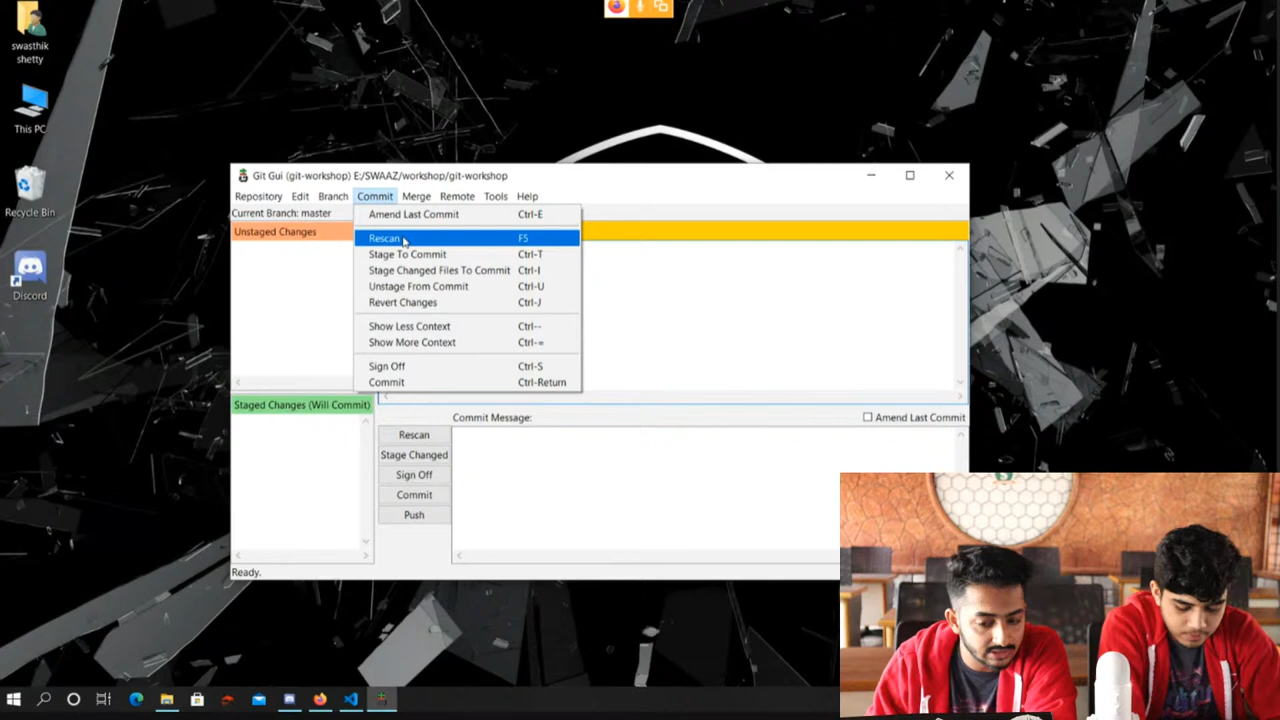 swasthik
shetty
This PC
Recycle Bin
Discord
Git Gui (git-workshop) E:/SWAAZ/workshop/git-workshop
Repository Edit Branch Commit Merge Remote Tools Help
Current Branch: master
Unstaged Changes
Amend Last Commit Ctrl-E
Rescan F5
Stage To Commit Ctrl-T
Stage Changed Files To Commit Ctrl-I
Unstage From Commit Ctrl-U
Revert Changes Ctrl-J
Show Less Context Ctrl--
Show More Context Ctrl-=
Sign Off Ctrl-S
Commit Ctrl-Return
Staged Changes (Will Commit)
Commit Message:
Amend Last Commit
Rescan
Stage Changed
Sign Off
Commit
Push
Ready.